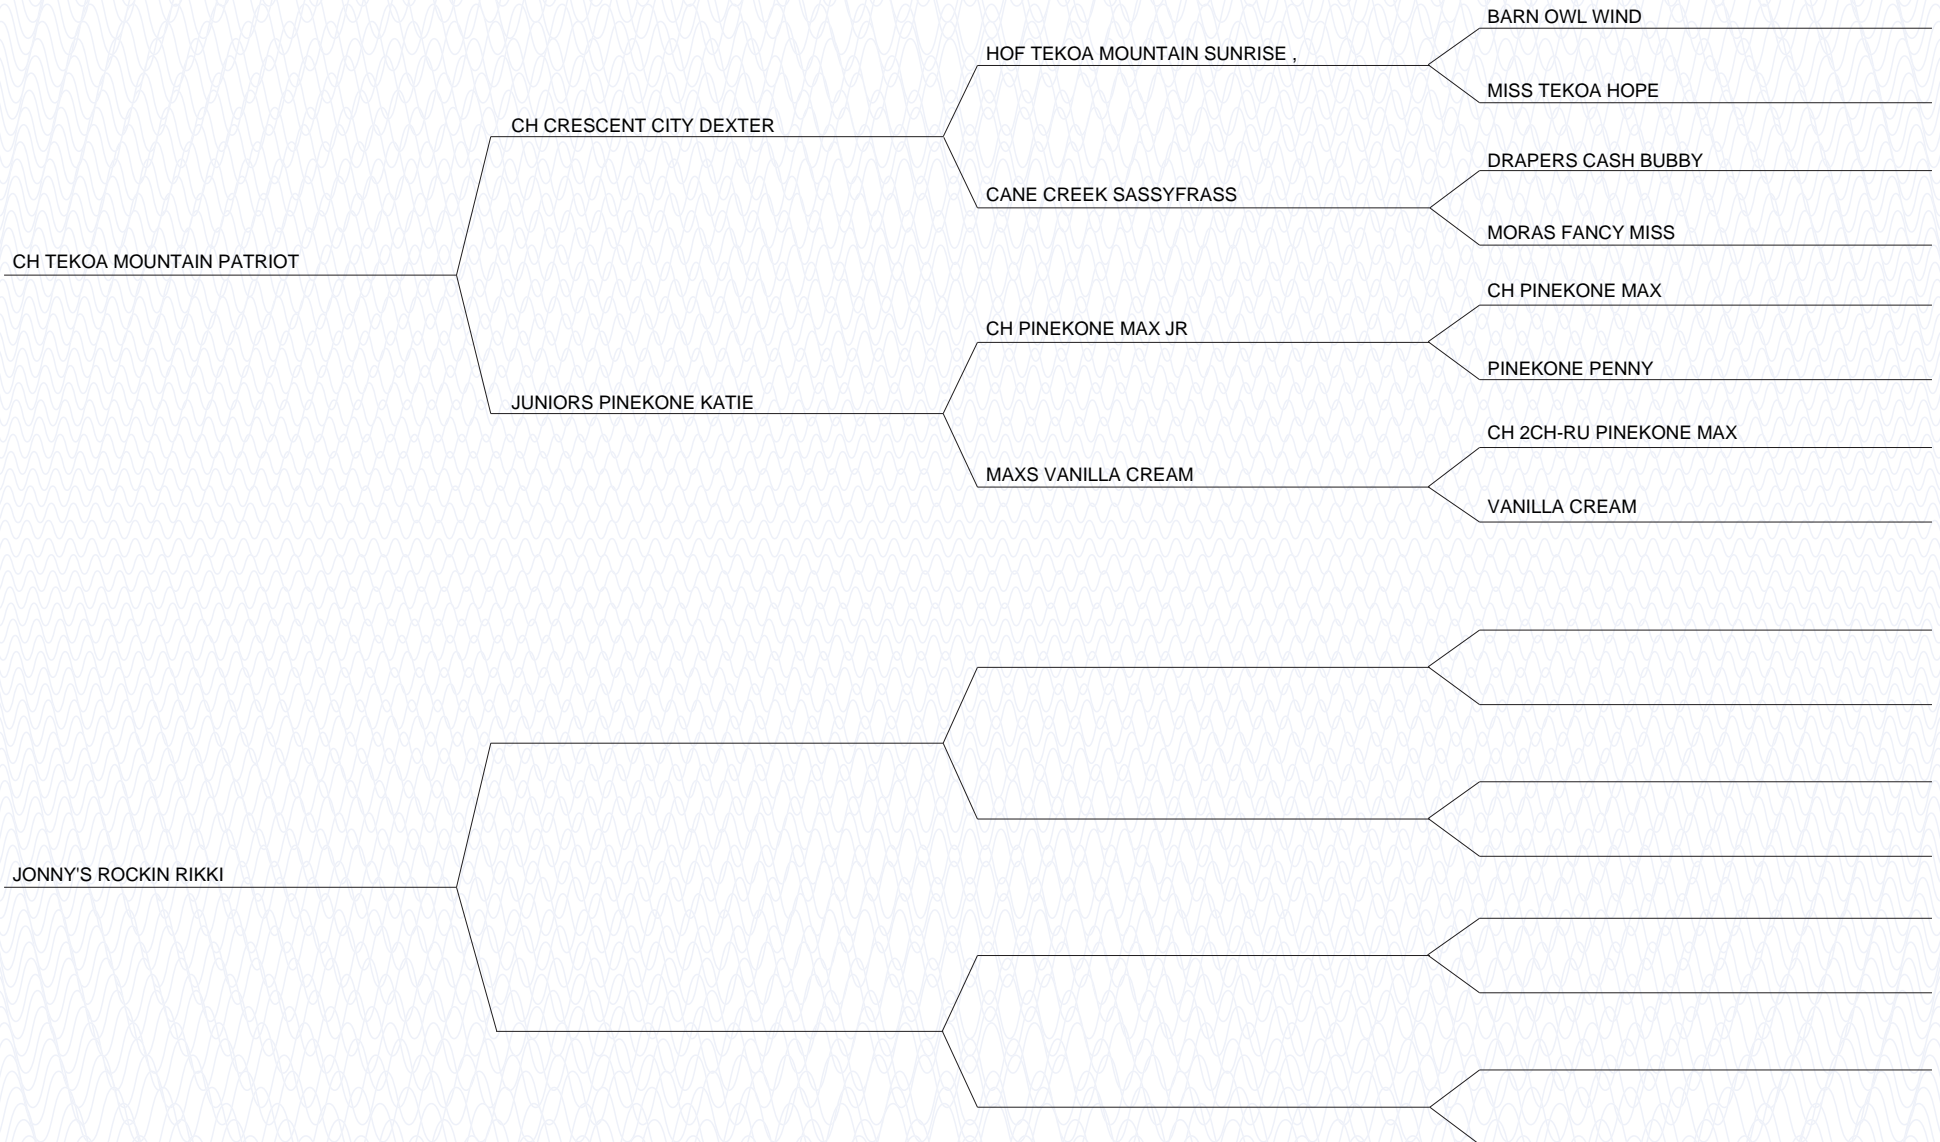 BARN OWL WIND
HOF TEKOA MOUNTAIN SUNRISE ,
MISS TEKOA HOPE
CH CRESCENT CITY DEXTER
DRAPERS CASH BUBBY
CANE CREEK SASSYFRASS
MORAS FANCY MISS
CH TEKOA MOUNTAIN PATRIOT
CH PINEKONE MAX
CH PINEKONE MAX JR
PINEKONE PENNY
JUNIORS PINEKONE KATIE
CH 2CH-RU PINEKONE MAX
MAXS VANILLA CREAM
VANILLA CREAM
JONNY'S ROCKIN RIKKI